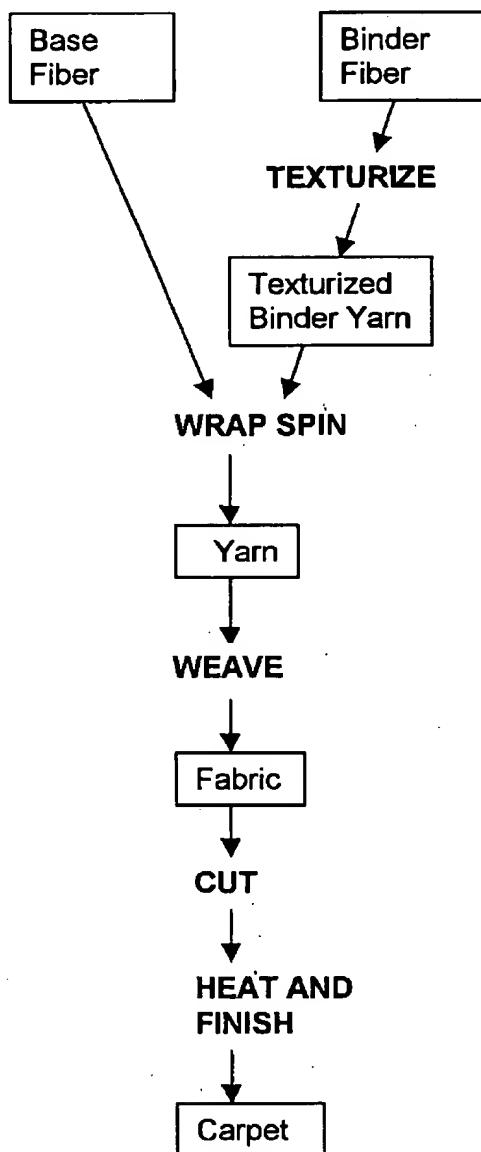 Base
Fiber
Binder
Fiber
TEXTURIZE
Texturized
Binder Yarn
WRAP SPIN
Yarn
WEAVE
Fabric
CUT
HEAT AND
FINISH
Carpet